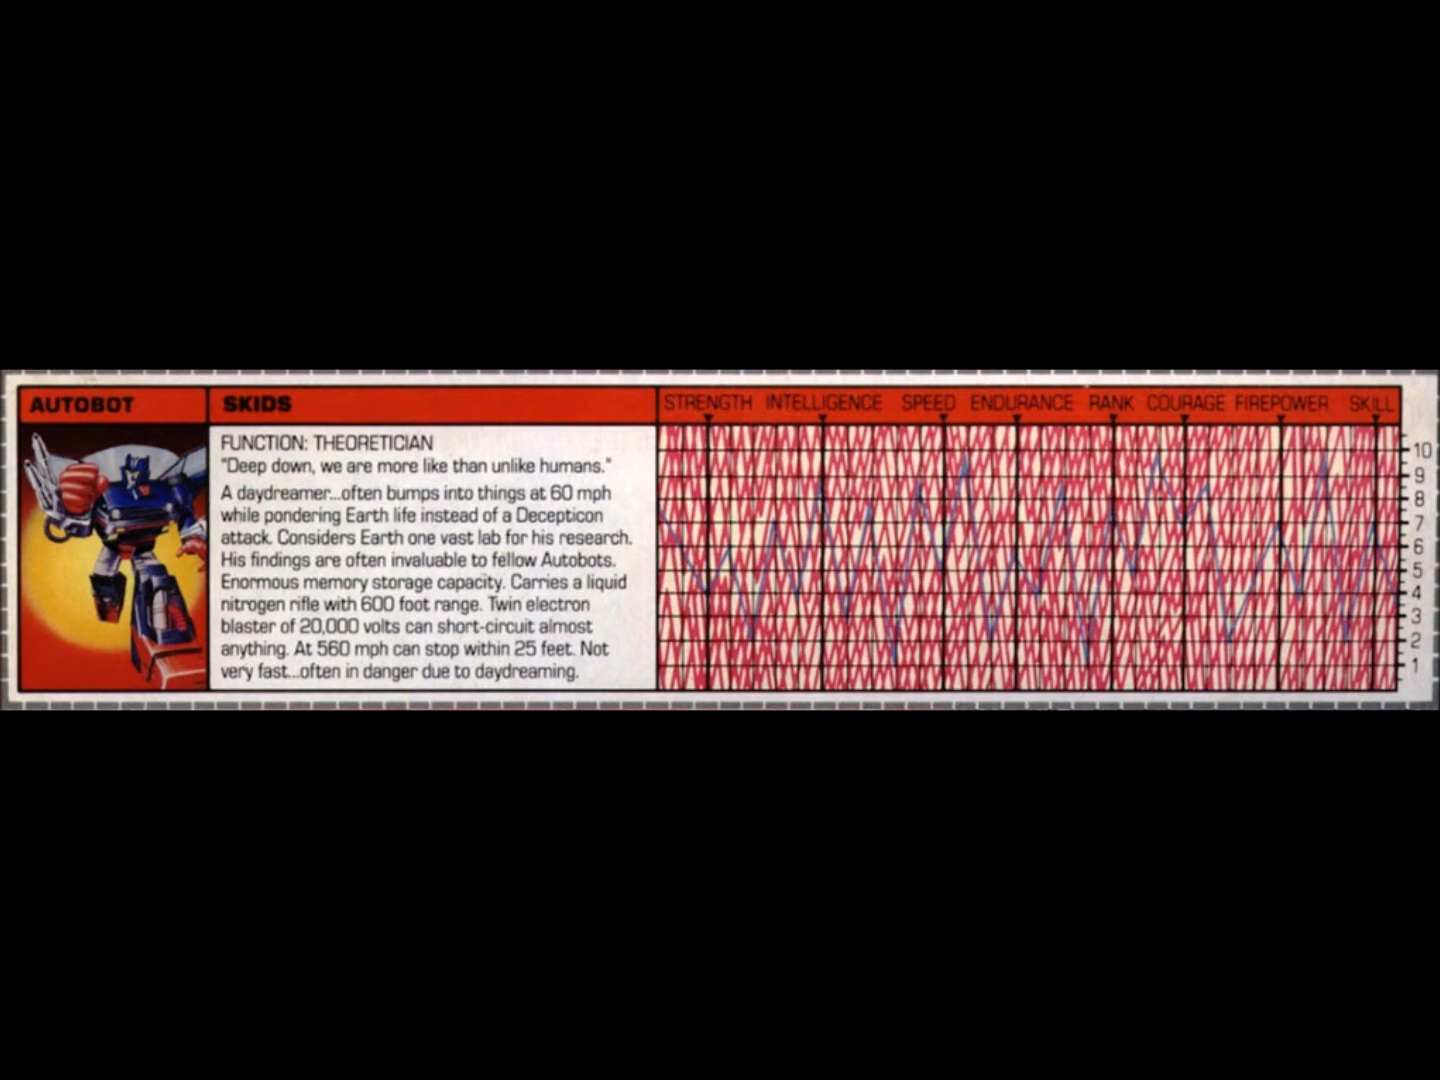 AUTOBOT
SKIDS
STRENGTH INTELLIGENCE SPEED ENDURANCE RANK COURAGE FIREPOWER SKILL
FUNCTION: THEORETICIAN
"Deep down, we are more like than unlike humans."
A daydreamer...often bumps into things at 60 mph
while pondering Earth life instead of a Decepticon
attack. Considers Earth one vast lab for his research.
His findings are often invaluable to fellow Autobots.
Enormous memory storage capacity. Carries a liquid
nitrogen rifle with 600 foot range. Twin electron
blaster of 20,000 volts can short-circuit almost
anything. At 560 mph can stop within 25 feet. Not
very fast...often in danger due to daydreaming.
10
9
8
7
6
5
4
3
2
1